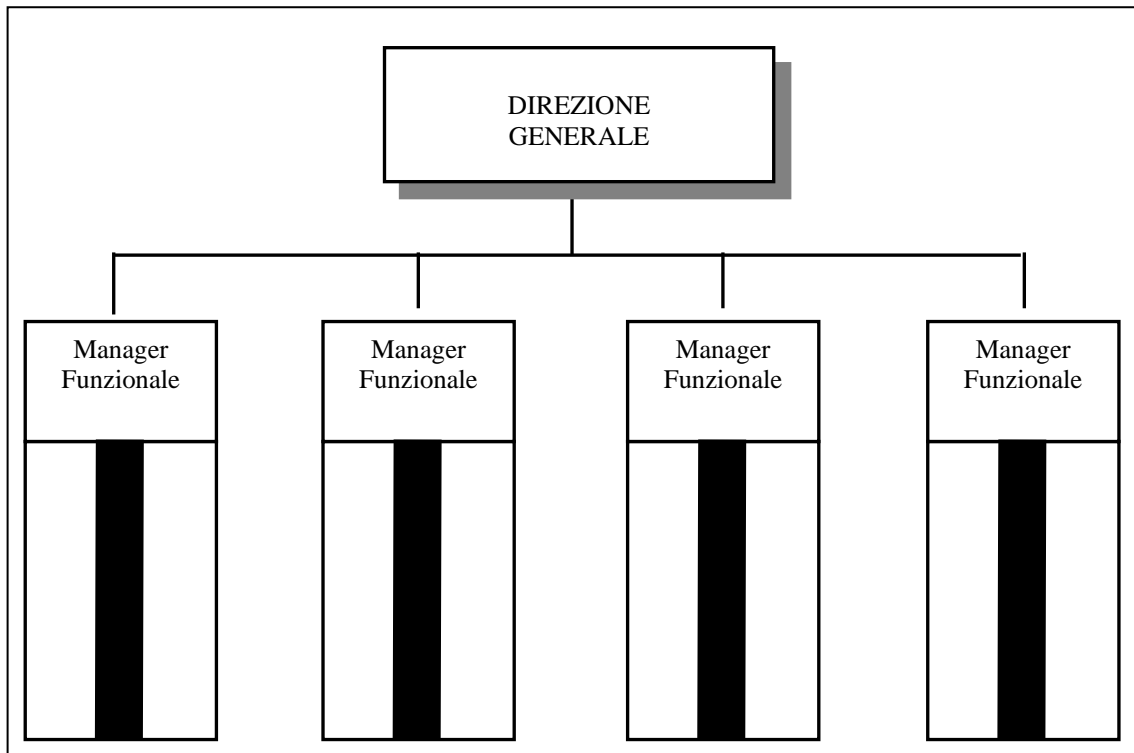 DIREZIONE
GENERALE
Manager
Funzionale
Manager
Funzionale
Manager
Funzionale
Manager
Funzionale